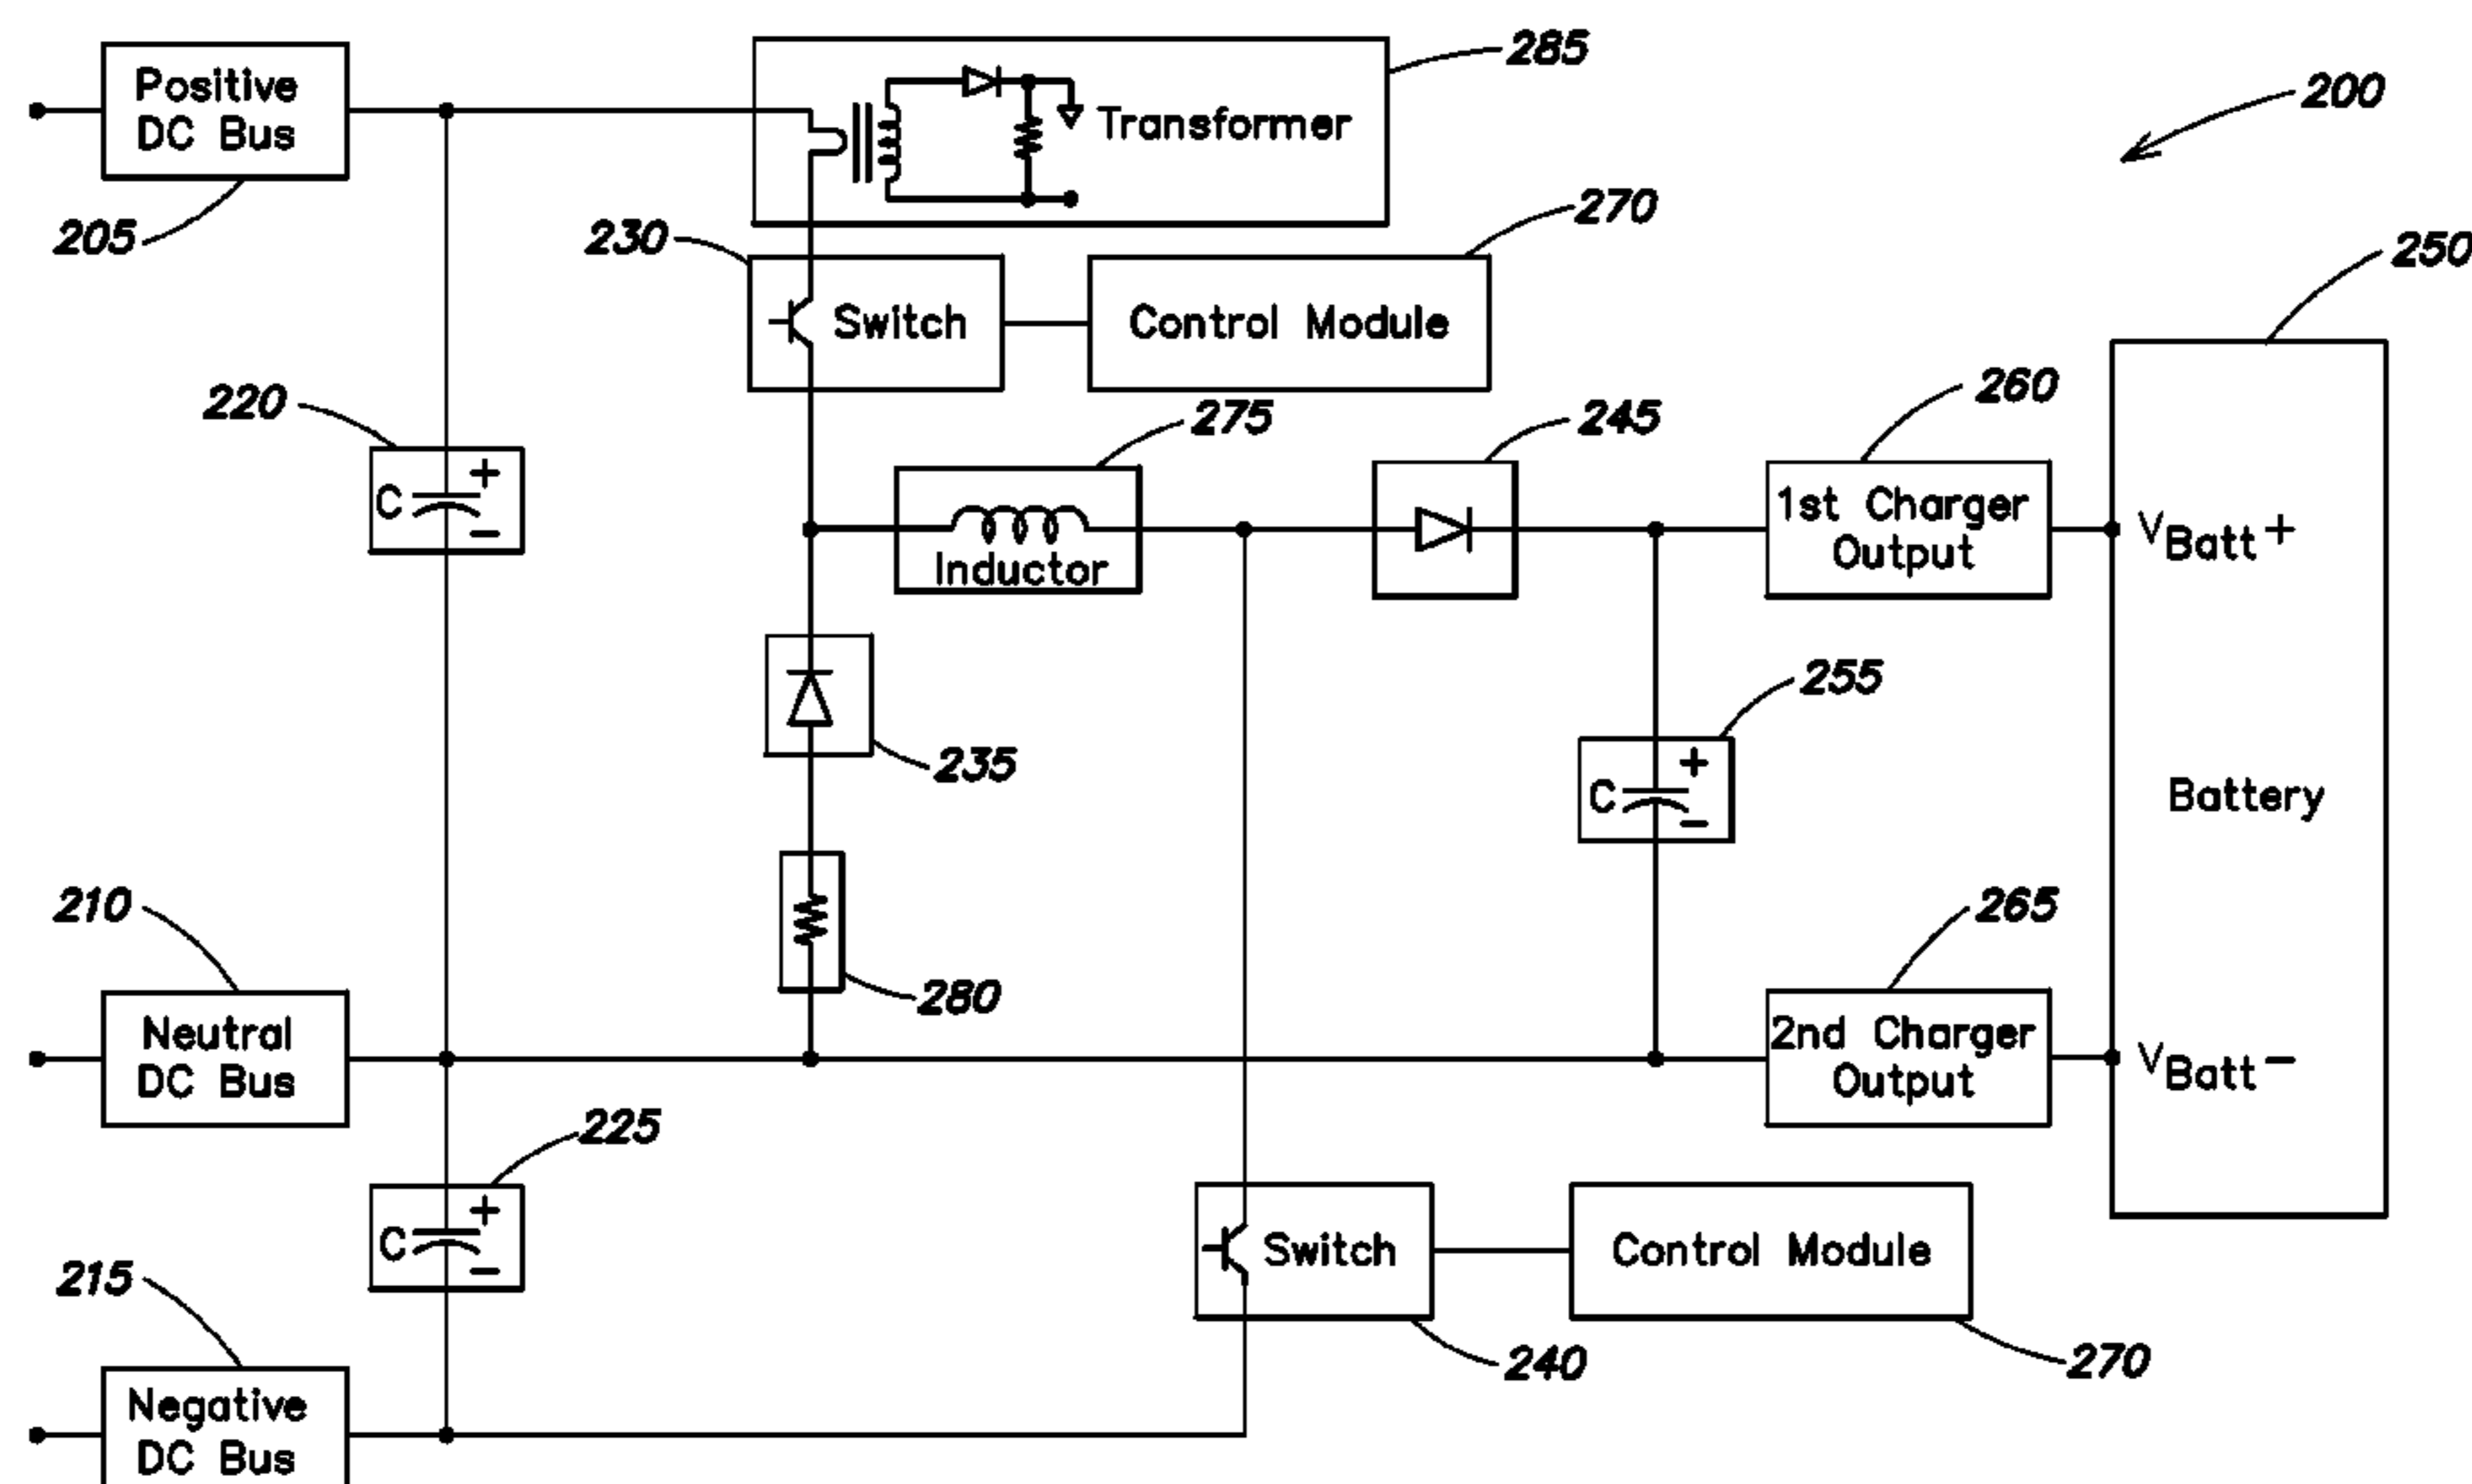 285
Positive
DC Bus
Transformer
200
205
230
270
250
Switch
Control Module
220
275
245
260
C + −
1st Charger
Output
V Batt +
Inductor
235
255
C + −
Battery
210
265
280
Neutral
DC Bus
2nd Charger
Output
V Batt −
225
215
C + −
Switch
Control Module
240
270
Negative
DC Bus